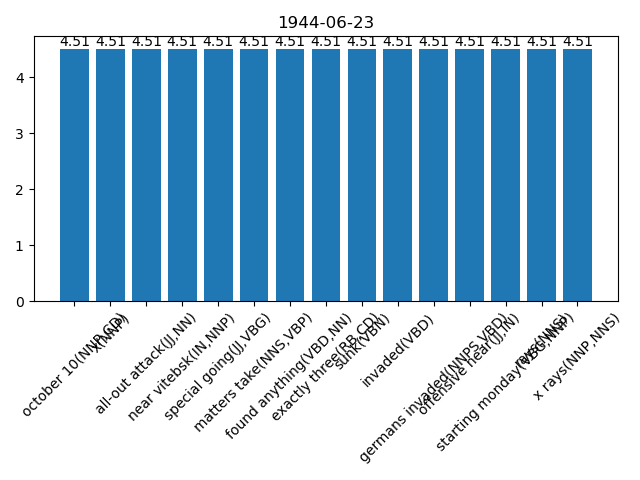 1944-06-23
4.51 4.51 4.51 4.51 4.51 4.51 4.51 4.51 4.51 4.51 4.51 4.51 4.51 4.51 4.51
4
3
2
1
0
october 10(NNP,CD)
x(NNP)
all-out attack(JJ,NN)
near vitebsk(IN,NNP)
special going(JJ,VBG)
matters take(NNS,VBP)
found anything(VBD,NN)
exactly three(RB,CD)
sunk(VBN)
invaded(VBD)
germans invaded(NNPS,VBD)
offensive near(JJ,IN)
starting monday(VBG,NNP)
rays(NNS)
x rays(NNP,NNS)